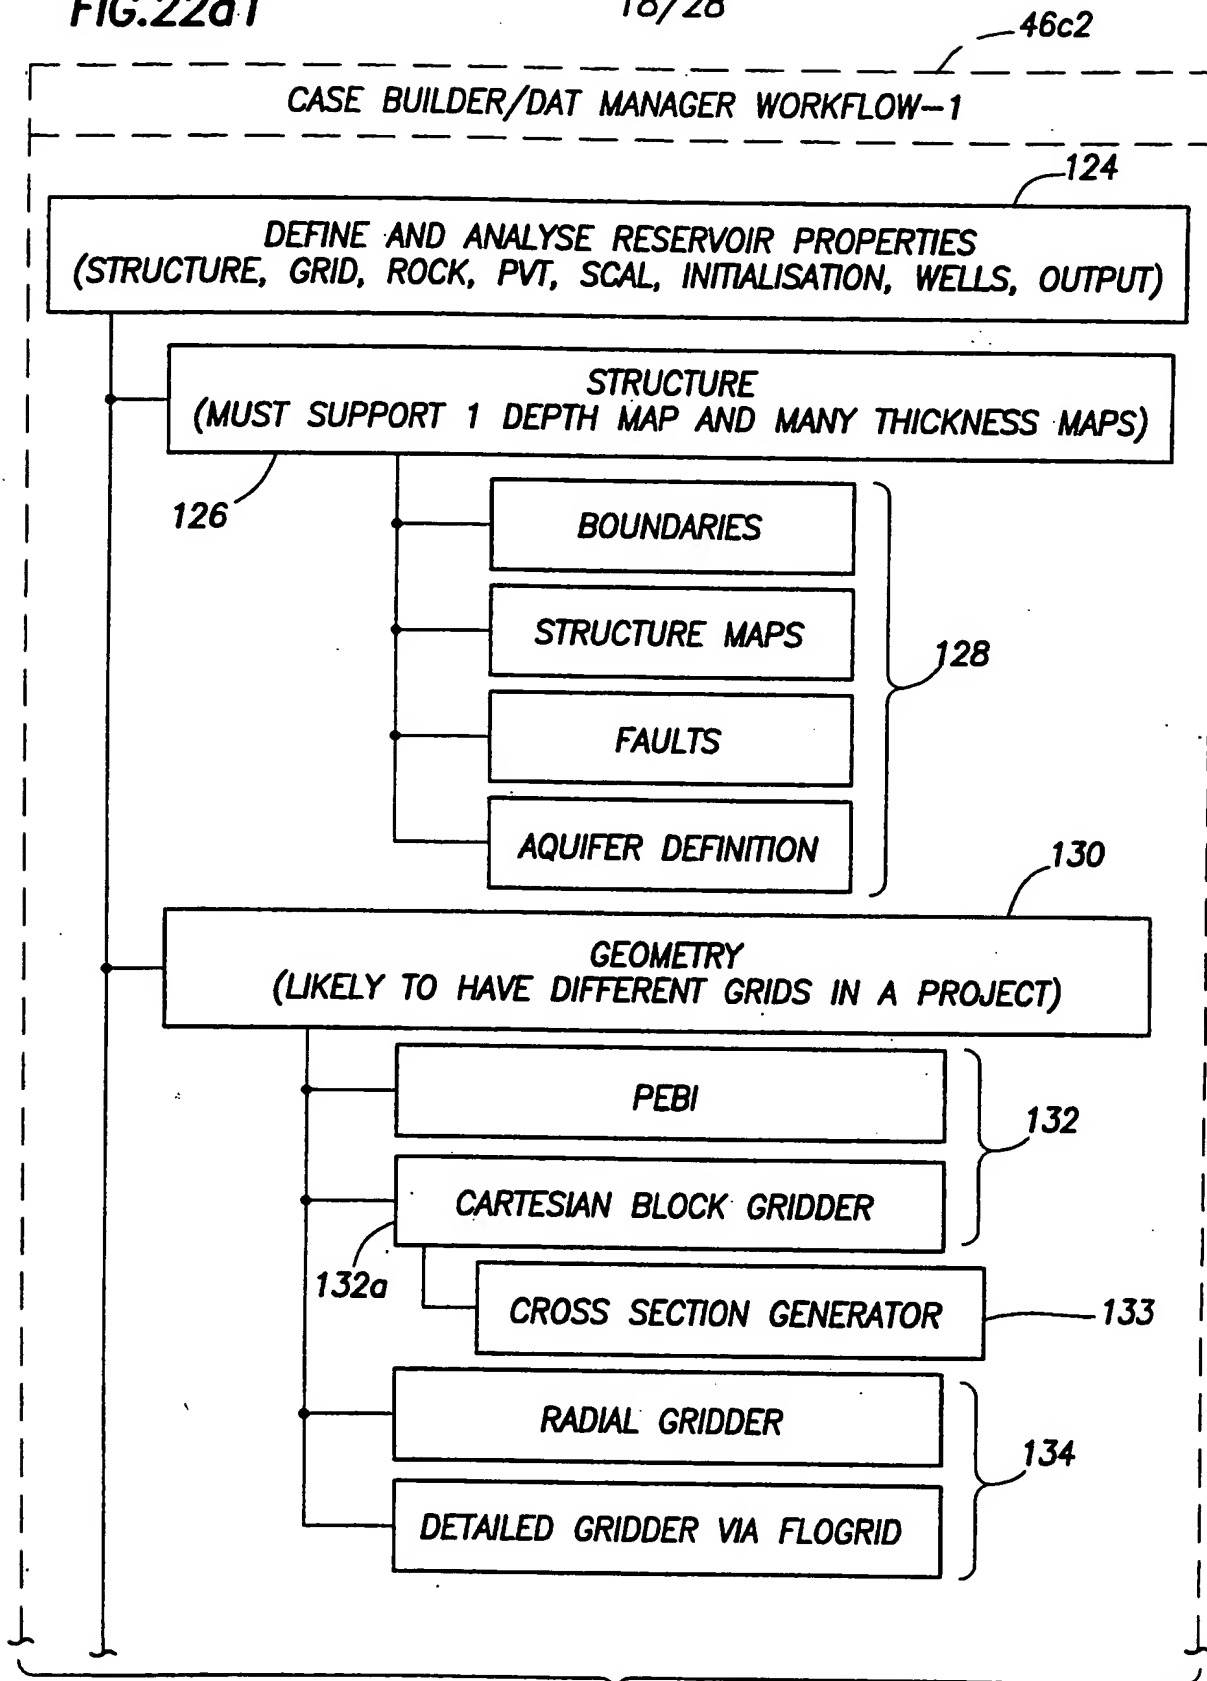 FIG.22a1
18/28
46c2
CASE BUILDER/DAT MANAGER WORKFLOW-1
124
DEFINE AND ANALYSE RESERVOIR PROPERTIES
(STRUCTURE, GRID, ROCK, PVT, SCAL, INITIALISATION, WELLS, OUTPUT)
STRUCTURE
(MUST SUPPORT 1 DEPTH MAP AND MANY THICKNESS MAPS)
126
BOUNDARIES
STRUCTURE MAPS
128
FAULTS
AQUIFER DEFINITION
130
GEOMETRY
(LIKELY TO HAVE DIFFERENT GRIDS IN A PROJECT)
PEBI
132
CARTESIAN BLOCK GRIDDER
132a
CROSS SECTION GENERATOR
133
RADIAL GRIDDER
134
DETAILED GRIDDER VIA FLOGRID